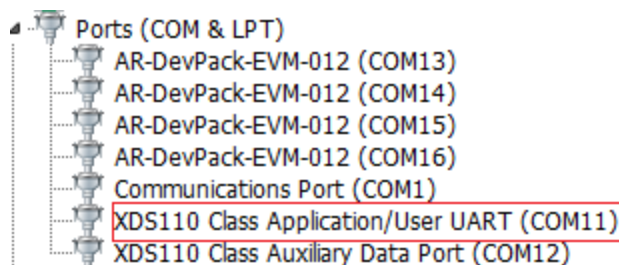 Ports (COM & LPT)
AR-DevPack-EVM-012 (COM13)
AR-DevPack-EVM-012 (COM14)
AR-DevPack-EVM-012 (COM15)
AR-DevPack-EVM-012 (COM16)
Communications Port (COM1)
XDS110 Class Application/User UART (COM11)
XDS110 Class Auxiliary Data Port (COM12)